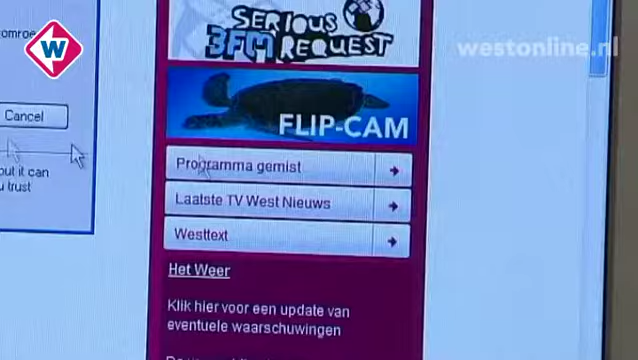 SERIOUS
3FM REQUEST
omroe
W
westonline.nl
Cancel
FLIP-CAM
out it can
u trust
Programma gemist
Laatste TV West Nieuws
Westtext
Het Weer
Klik hier voor een update van
eventuele waarschuwingen